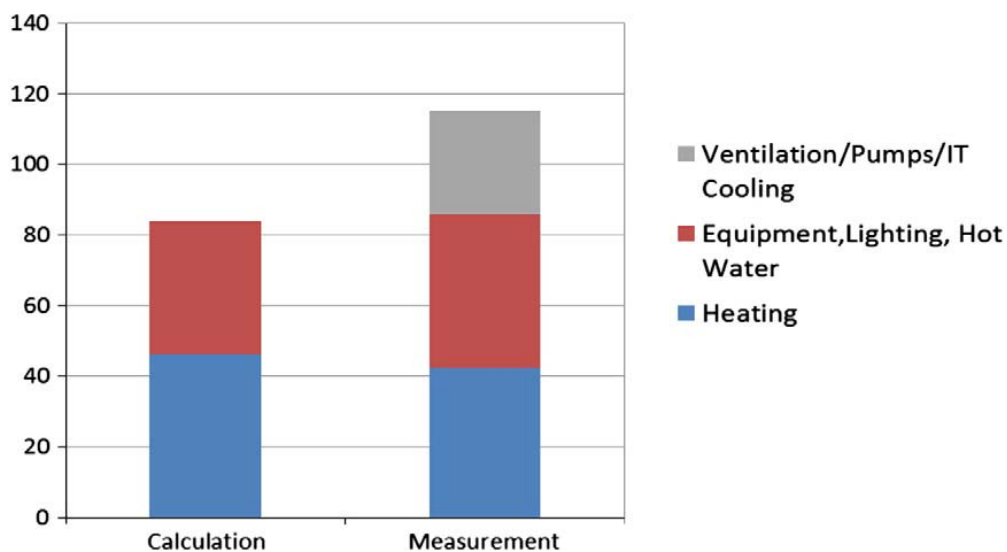 140
120
100
80
60
40
20
0
Calculation
Measurement
Ventilation/Pumps/IT
Cooling
Equipment,Lighting, Hot
Water
Heating